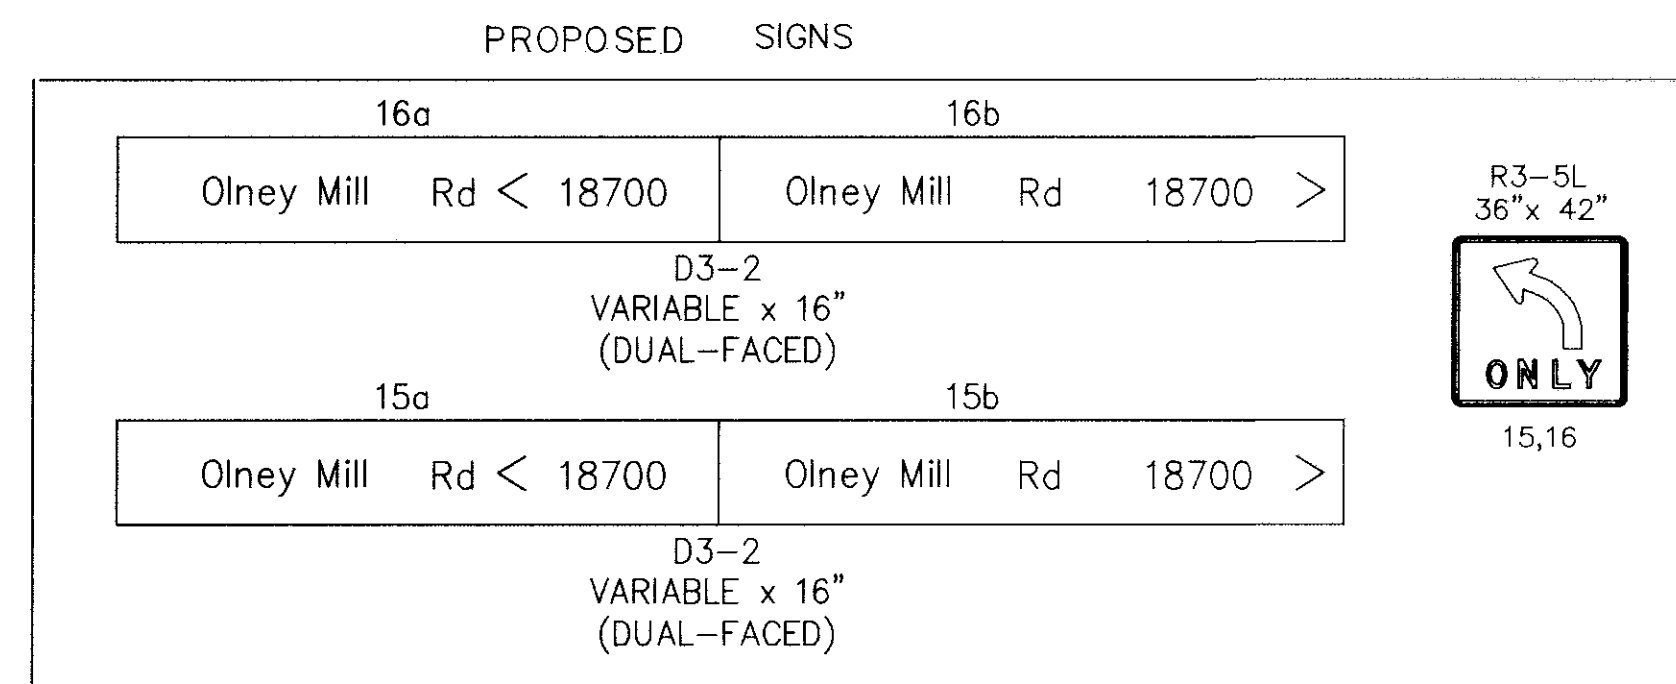 PROPOSED SIGNS
16a 16b
Olney Mill Rd < 18700 Olney Mill Rd 18700 >
D3-2
VARIABLE x 16"
(DUAL-FACED)
15a 15b
Olney Mill Rd < 18700 Olney Mill Rd 18700 >
D3-2
VARIABLE x 16"
(DUAL-FACED)
R3-5L
36"x 42"
ONLY
15,16